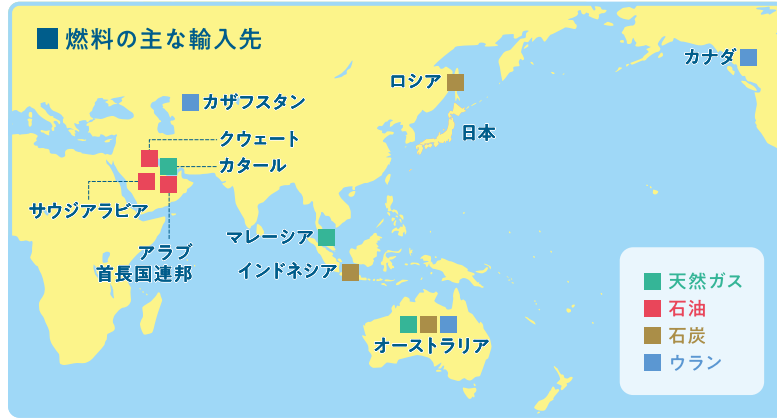 燃料の主な輸入先
カナダ
ロシア
カザフスタン
日本
クウェート
カタール
サウジアラビア
アラブ
首長国連邦
マレーシア
インドネシア
オーストラリア
天然ガス
石油
石炭
ウラン